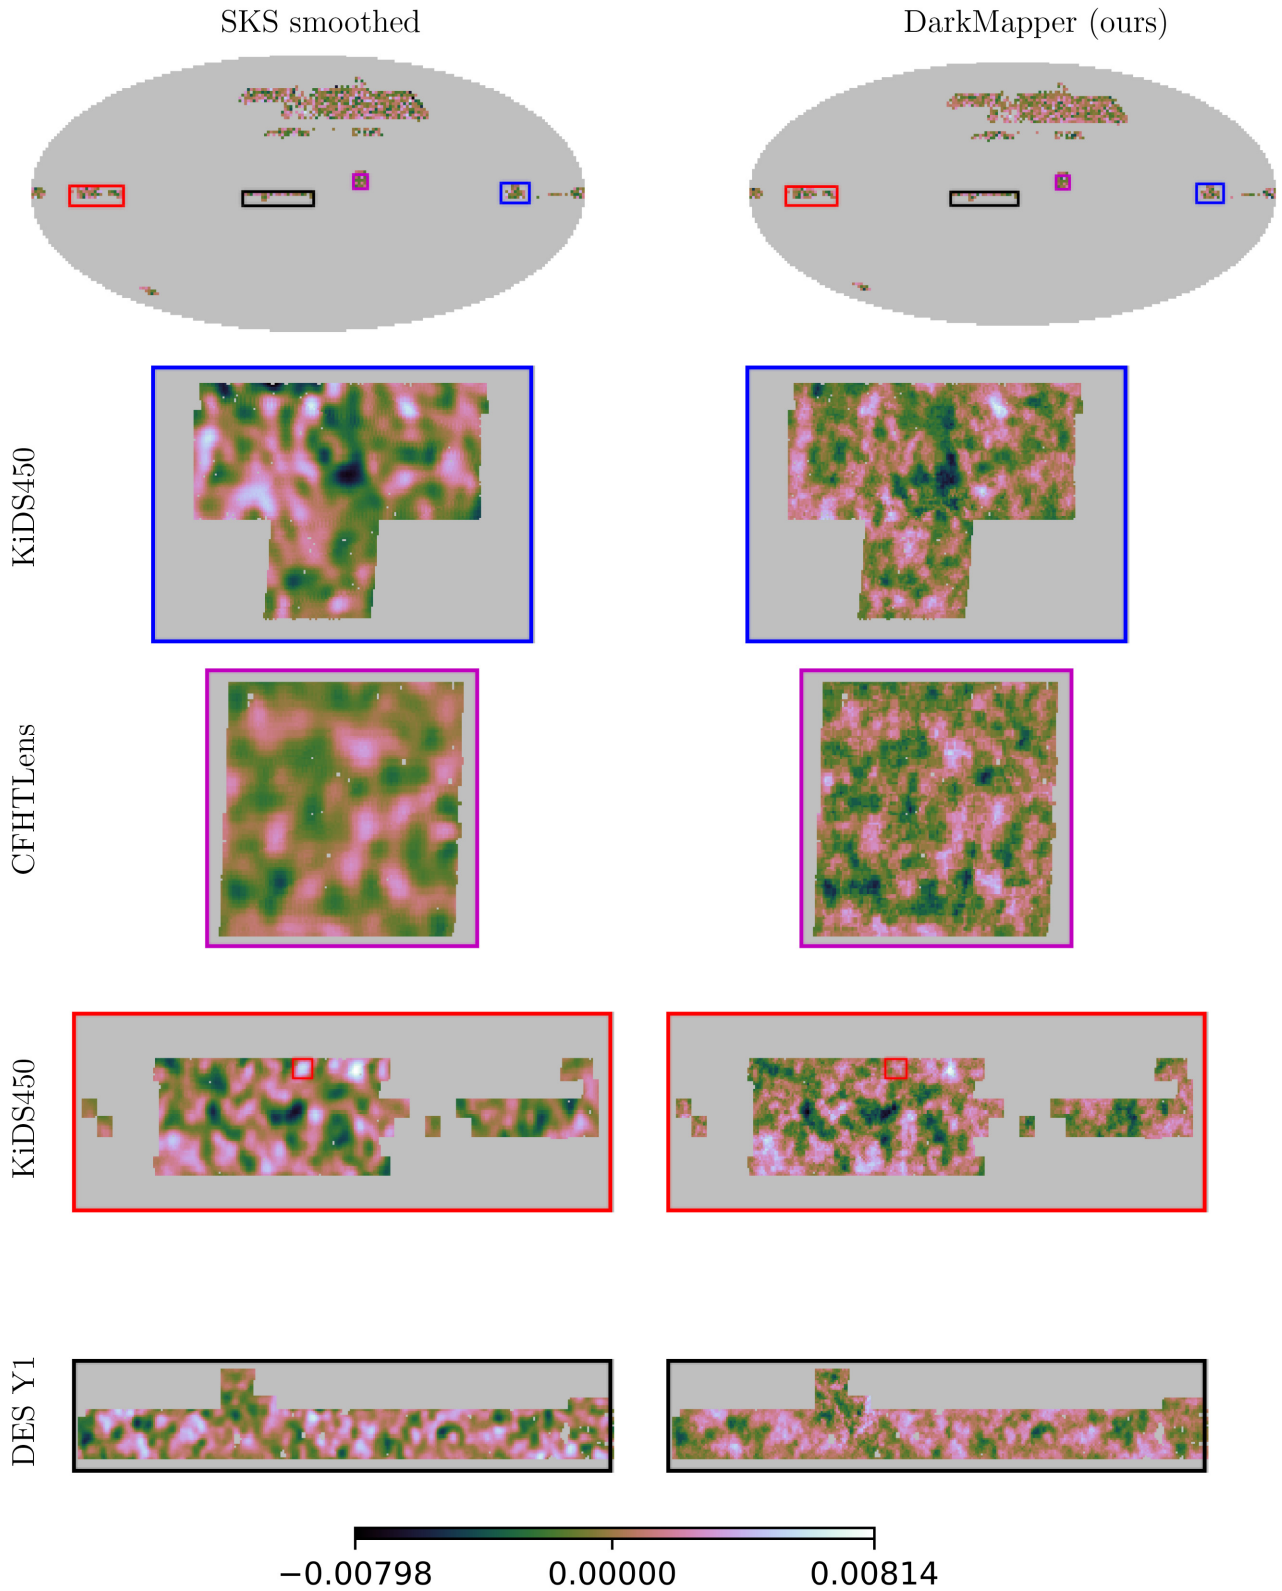 SKS smoothed
DarkMapper (ours)
KiDS450
CFHTLens
KiDS450
DES Y1
−0.00798
0.00000
0.00814